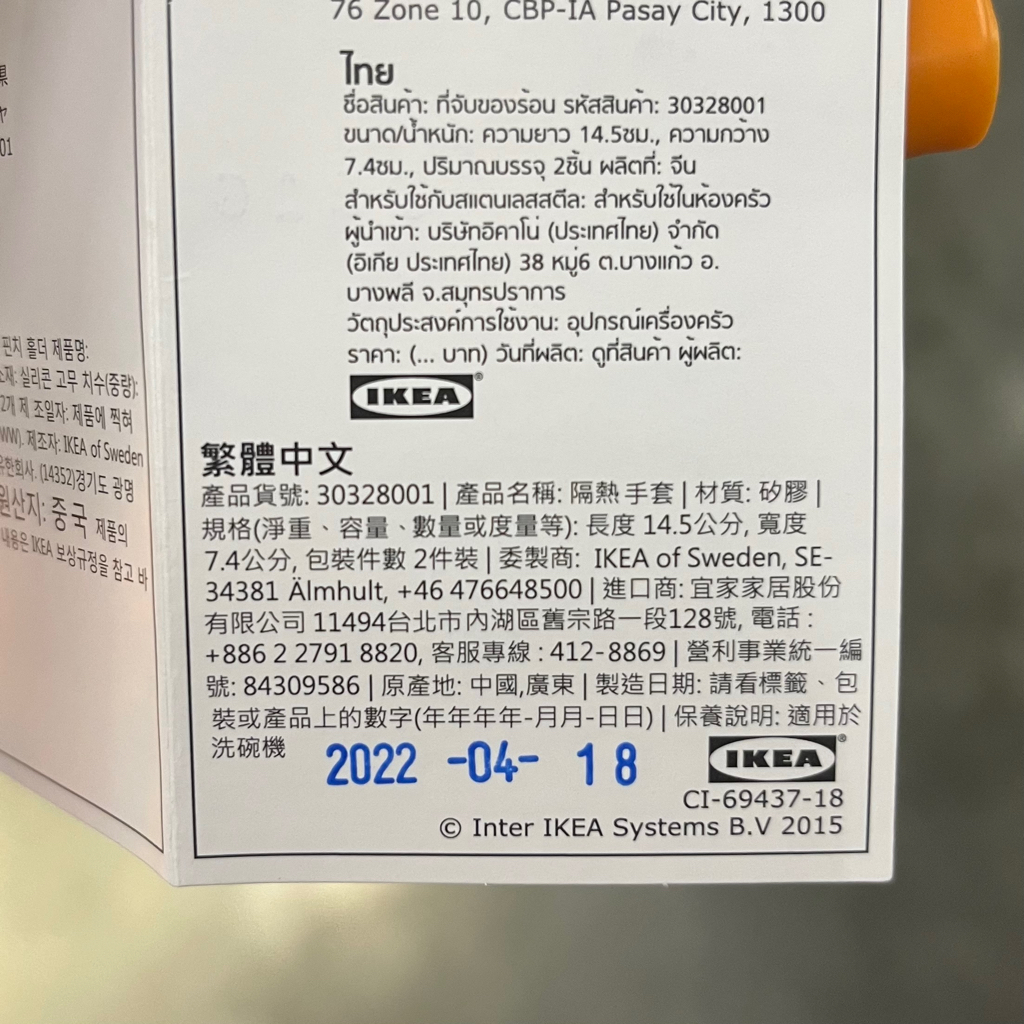 県
ヤ
01
핀치 홀더 제품명:
소재: 실리콘 고무 치수(중량):
2개 제 조일자: 제품에 찍혀
WW). 제조자: IKEA of Sweden
유한회사. (14352)경기도 광명
원산지: 중국 제품의
내용은 IKEA 보상규정을 참고 바
76 Zone 10, CBP-IA Pasay City, 1300
ไทย
ชื่อสินค้า: ที่จับของร้อน รหัสสินค้า: 30328001
ขนาด/น้ำหนัก: ความยาว 14.5ซม., ความกว้าง
7.4ซม., ปริมาณบรรจุ 2ชิ้น ผลิตที่: จีน
สำหรับใช้กับสแตนเลสสตีล: สำหรับใช้ในห้องครัว
ผู้นำเข้า: บริษัทอิคาโน่ (ประเทศไทย) จำกัด
(อิเกีย ประเทศไทย) 38 หมู่6 ต.บางแก้ว อ.
บางพลี จ.สมุทรปราการ
วัตถุประสงค์การใช้งาน: อุปกรณ์เครื่องครัว
ราคา: (... บาท) วันที่ผลิต: ดูที่สินค้า ผู้ผลิต:
IKEA®
繁體中文
產品貨號: 30328001 | 產品名稱: 隔熱 手套 | 材質: 矽膠 |
規格(淨重、容量、數量或度量等): 長度 14.5公分, 寬度
7.4公分, 包裝件數 2件裝 | 委製商: IKEA of Sweden, SE-
34381 Älmhult, +46 476648500 | 進口商: 宜家家居股份
有限公司 11494台北市內湖區舊宗路一段128號, 電話 :
+886 2 2791 8820, 客服專線 : 412-8869 | 營利事業統一編
號: 84309586 | 原產地: 中國,廣東 | 製造日期: 請看標籤、包
裝或產品上的數字(年年年年-月月-日日) | 保養說明: 適用於
洗碗機
2022 -04- 18
IKEA®
CI-69437-18
© Inter IKEA Systems B.V 2015